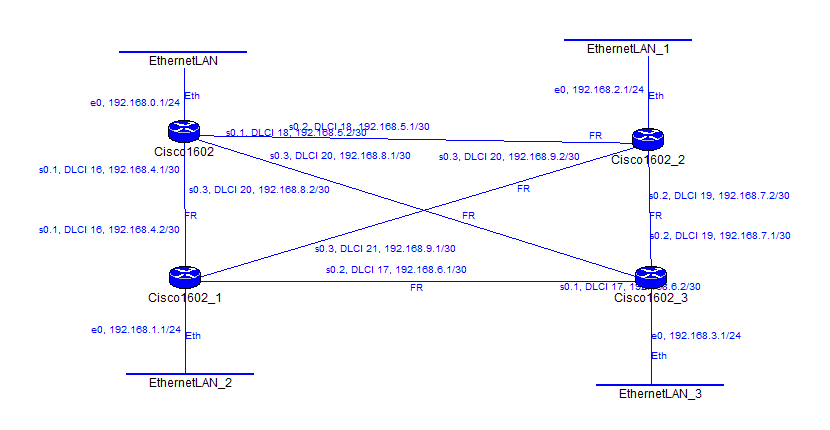 EthernetLAN_1
EthernetLAN
e0, 192.168.2.1/24
Eth
Eth
e0, 192.168.0.1/24
s0.2, DLCI 18, 192.168.5.1/30
s0.1, DLCI 18, 192.168.5.2/30
FR
Cisco1602
s0.3, DLCI 20, 192.168.8.1/30
s0.3, DLCI 20, 192.168.9.2/30
Cisco1602_2
s0.1, DLCI 16, 192.168.4.1/30
s0.3, DLCI 20, 192.168.8.2/30
FR
s0.2, DLCI 19, 192.168.7.2/30
FR
FR
FR
s0.1, DLCI 16, 192.168.4.2/30
s0.2, DLCI 19, 192.168.7.1/30
s0.3, DLCI 21, 192.168.9.1/30
s0.2, DLCI 17, 192.168.6.1/30
FR
s0.1, DLCI 17, 192.168.6.2/30
Cisco1602_1
Cisco1602_3
e0, 192.168.1.1/24
Eth
e0, 192.168.3.1/24
Eth
EthernetLAN_2
EthernetLAN_3